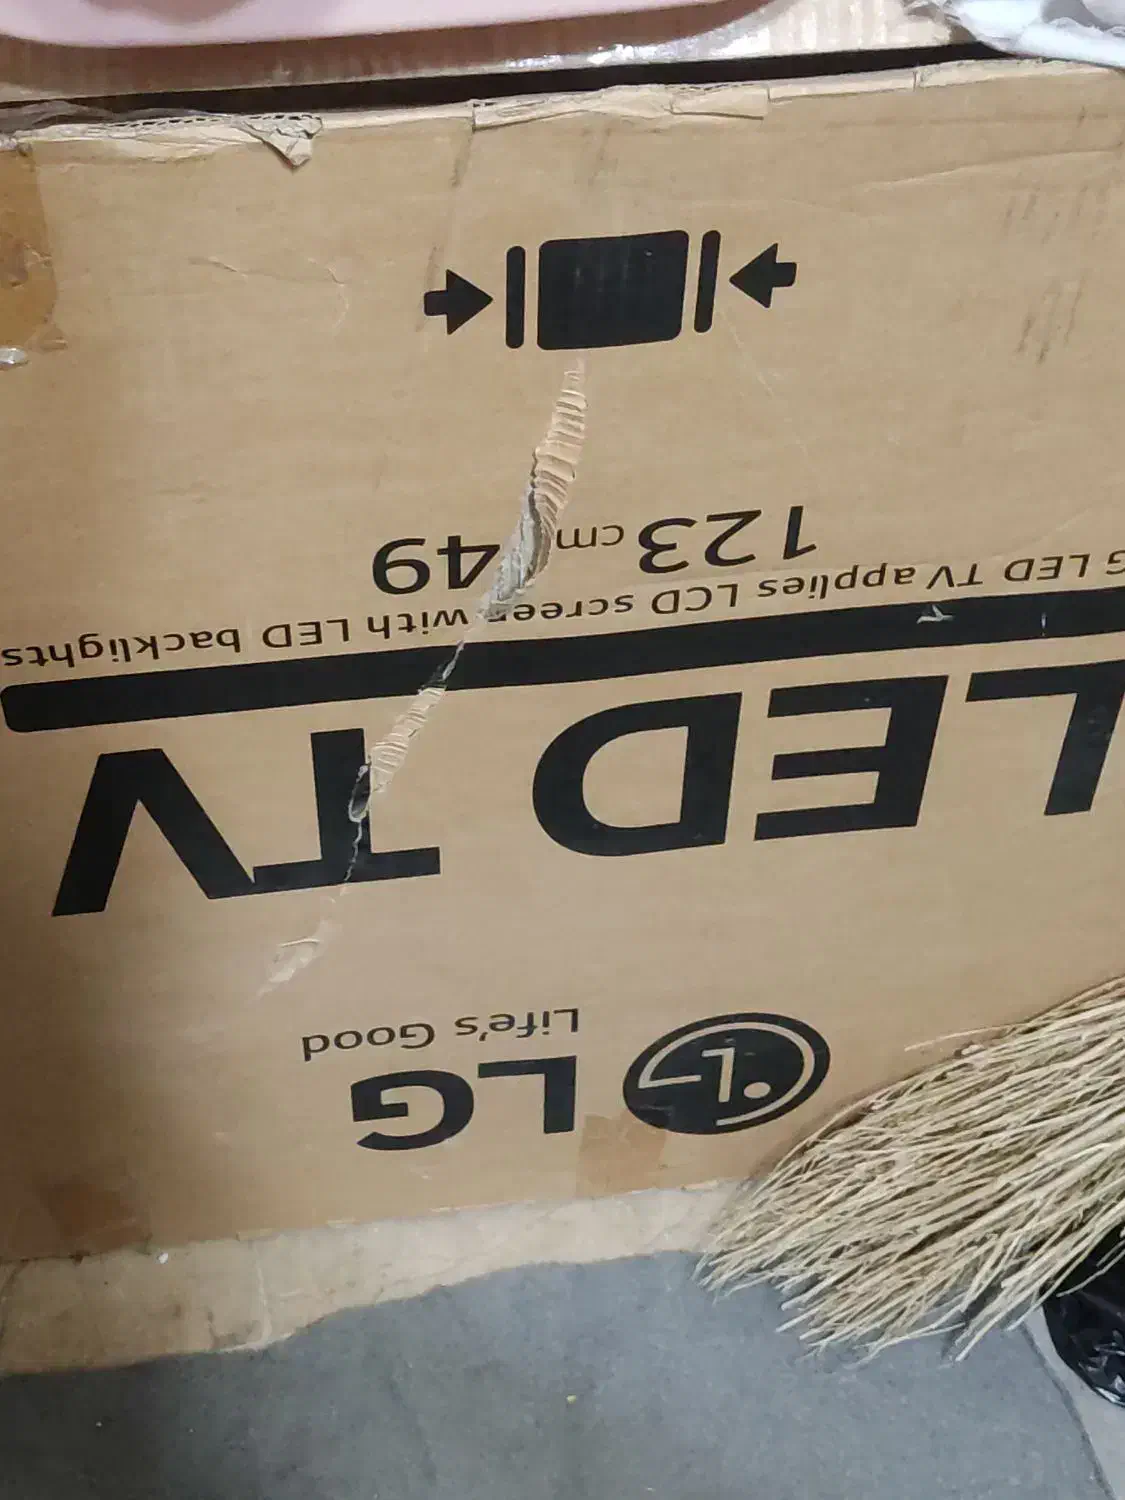 LG
Life's Good
LED TV
G LED TV applies LCD screen with LED backlights
123 cm 49